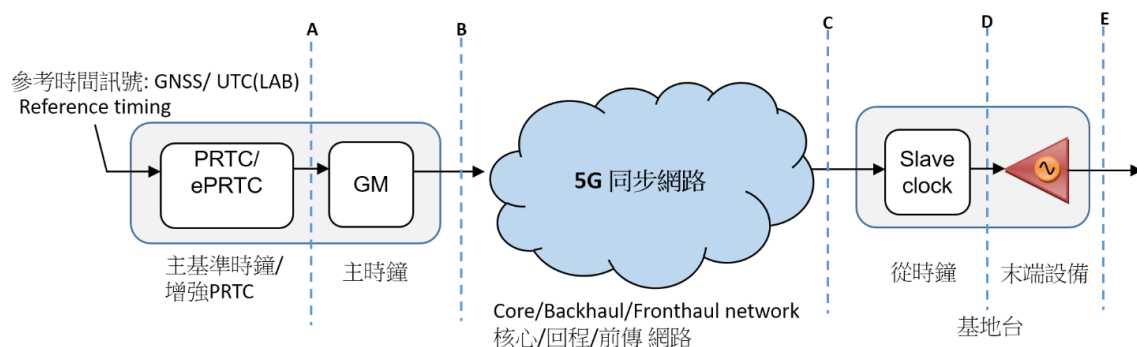 A
B
C
D
E
參考時間訊號: GNSS/ UTC(LAB)
Reference timing
PRTC/
ePRTC
GM
5G 同步網路
Slave
clock
主基準時鐘/
增強PRTC
主時鐘
Core/Backhaul/Fronthaul network
核心/回程/前傳 網路
從時鐘
末端設備
基地台